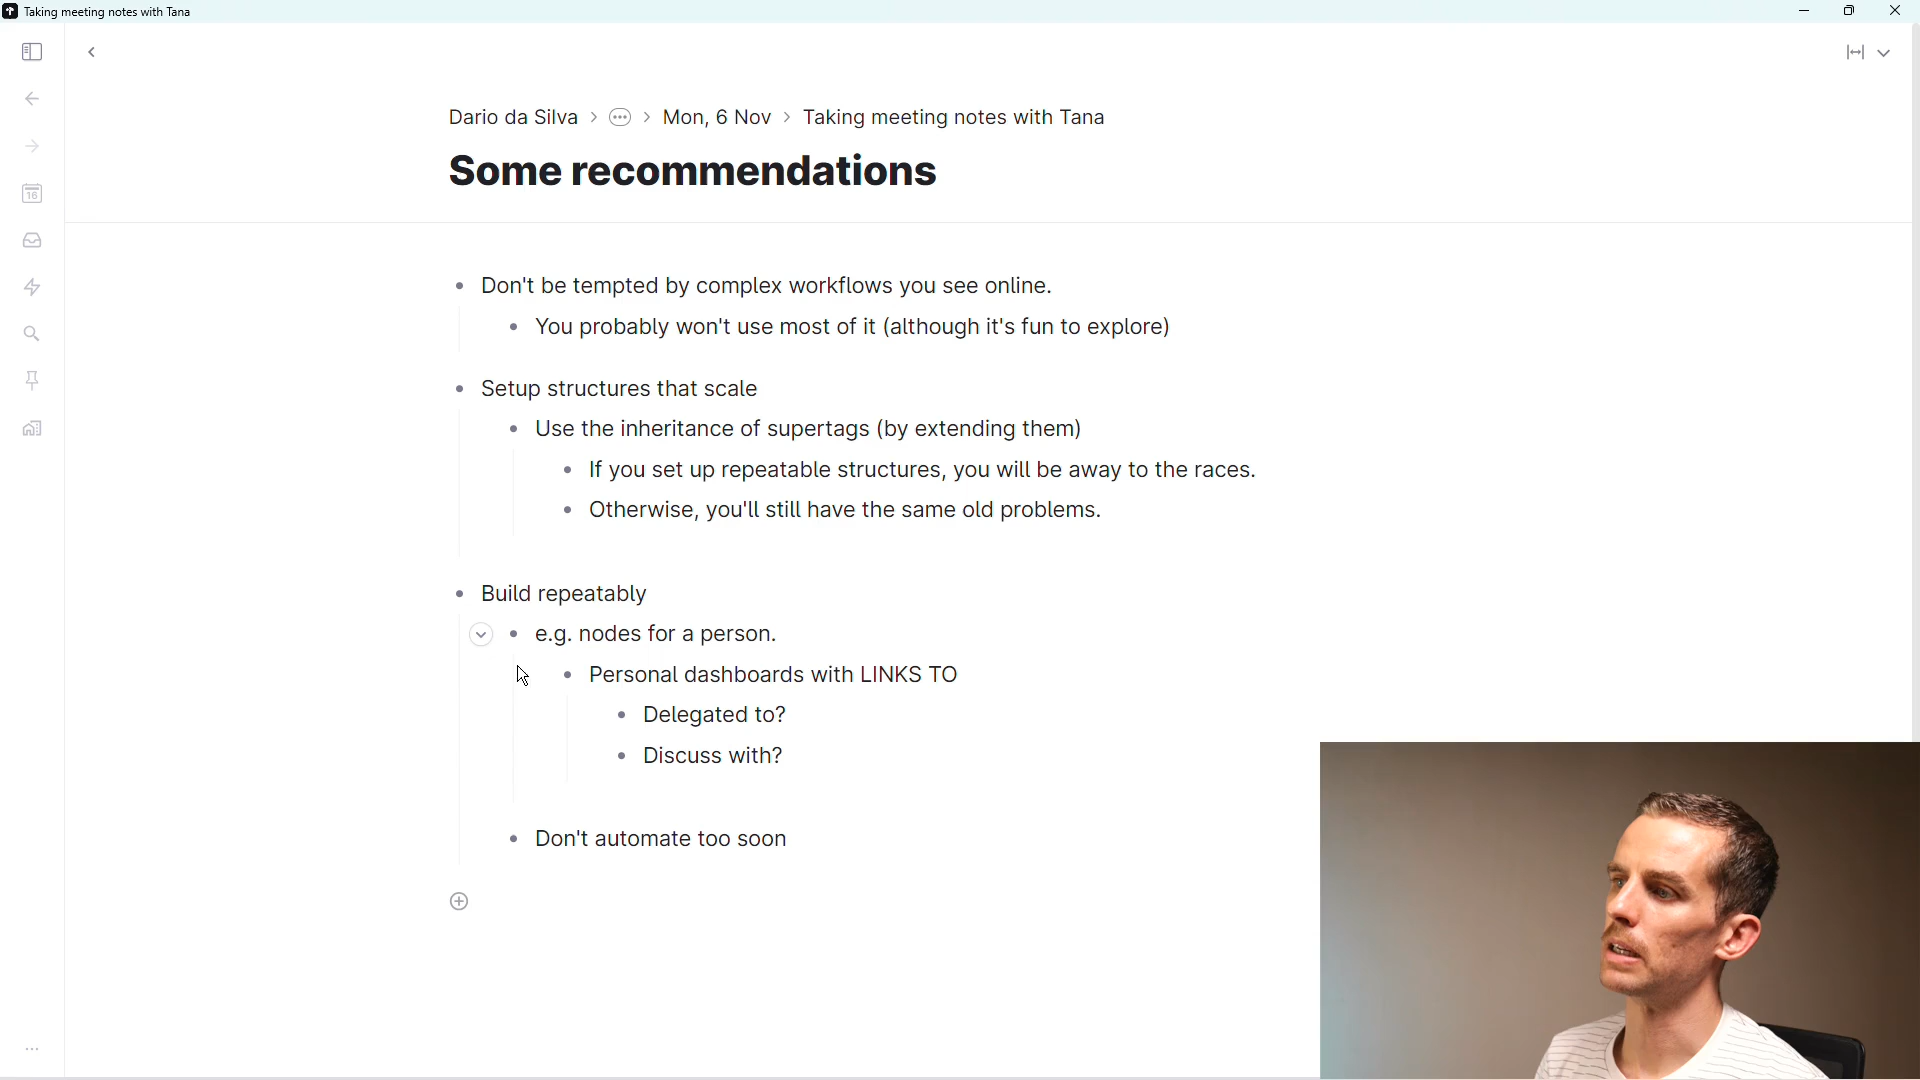 Taking meeting notes with Tana
Dario da Silva > ··· > Mon, 6 Nov > Taking meeting notes with Tana
Some recommendations
16
• Don't be tempted by complex workflows you see online.
• You probably won't use most of it (although it's fun to explore)
• Setup structures that scale
• Use the inheritance of supertags (by extending them)
• If you set up repeatable structures, you will be away to the races.
• Otherwise, you'll still have the same old problems.
• Build repeatably
• e.g. nodes for a person.
• Personal dashboards with LINKS TO
• Delegated to?
• Discuss with?
• Don't automate too soon